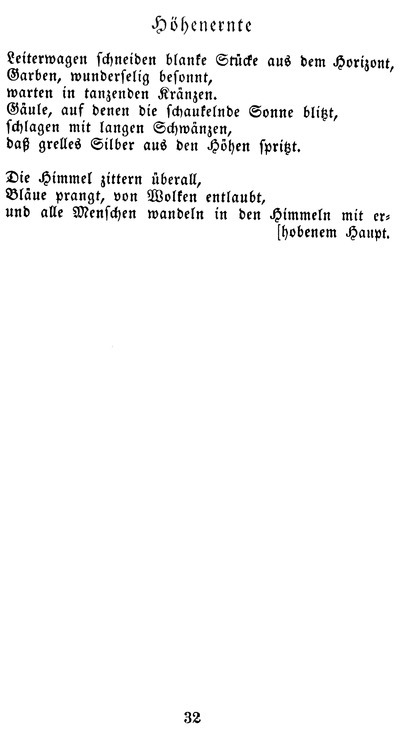 Höhenernte
Leiterwagen schneiden blanke Stücke aus dem Horizont,
Garben, wunderselig besonnt,
warten in tanzenden Kränzen.
Gäule, auf denen die schaukelnde Sonne blitzt,
schlagen mit langen Schwänzen,
daß grelles Silber aus den Höhen spritzt.
Die Himmel zittern überall,
Bläue prangt, von Wolken entlaubt,
und alle Menschen wandeln in den Himmeln mit er-
[hobenem Haupt.
32